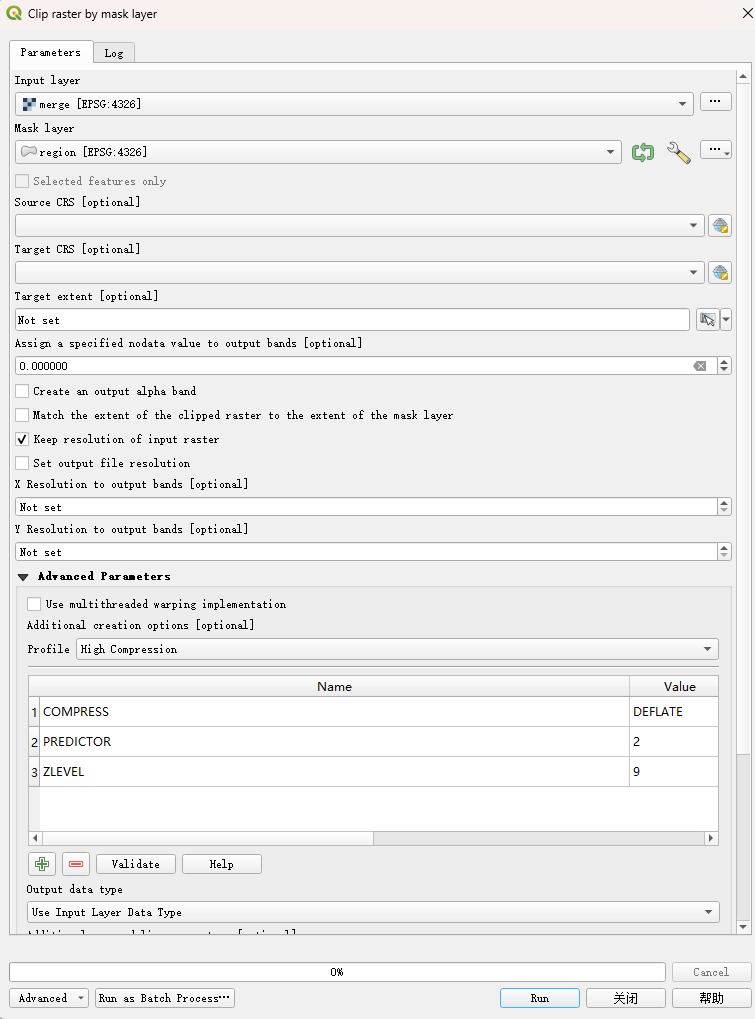 Clip raster by mask layer
Parameters
Log
Input layer
merge [EPSG:4326]
...
Mask layer
region [EPSG:4326]
...
Selected features only
Source CRS [optional]
Target CRS [optional]
Target extent [optional]
Not set
Assign a specified nodata value to output bands [optional]
0.000000
Create an output alpha band
Match the extent of the clipped raster to the extent of the mask layer
Keep resolution of input raster
Set output file resolution
X Resolution to output bands [optional]
Not set
Y Resolution to output bands [optional]
Not set
Advanced Parameters
Use multithreaded warping implementation
Additional creation options [optional]
Profile High Compression
Name Value
1 COMPRESS DEFLATE
2 PREDICTOR 2
3 ZLEVEL 9
Validate Help
Output data type
Use Input Layer Data Type
0%
Cancel
Advanced Run as Batch Process… Run 关闭 帮助